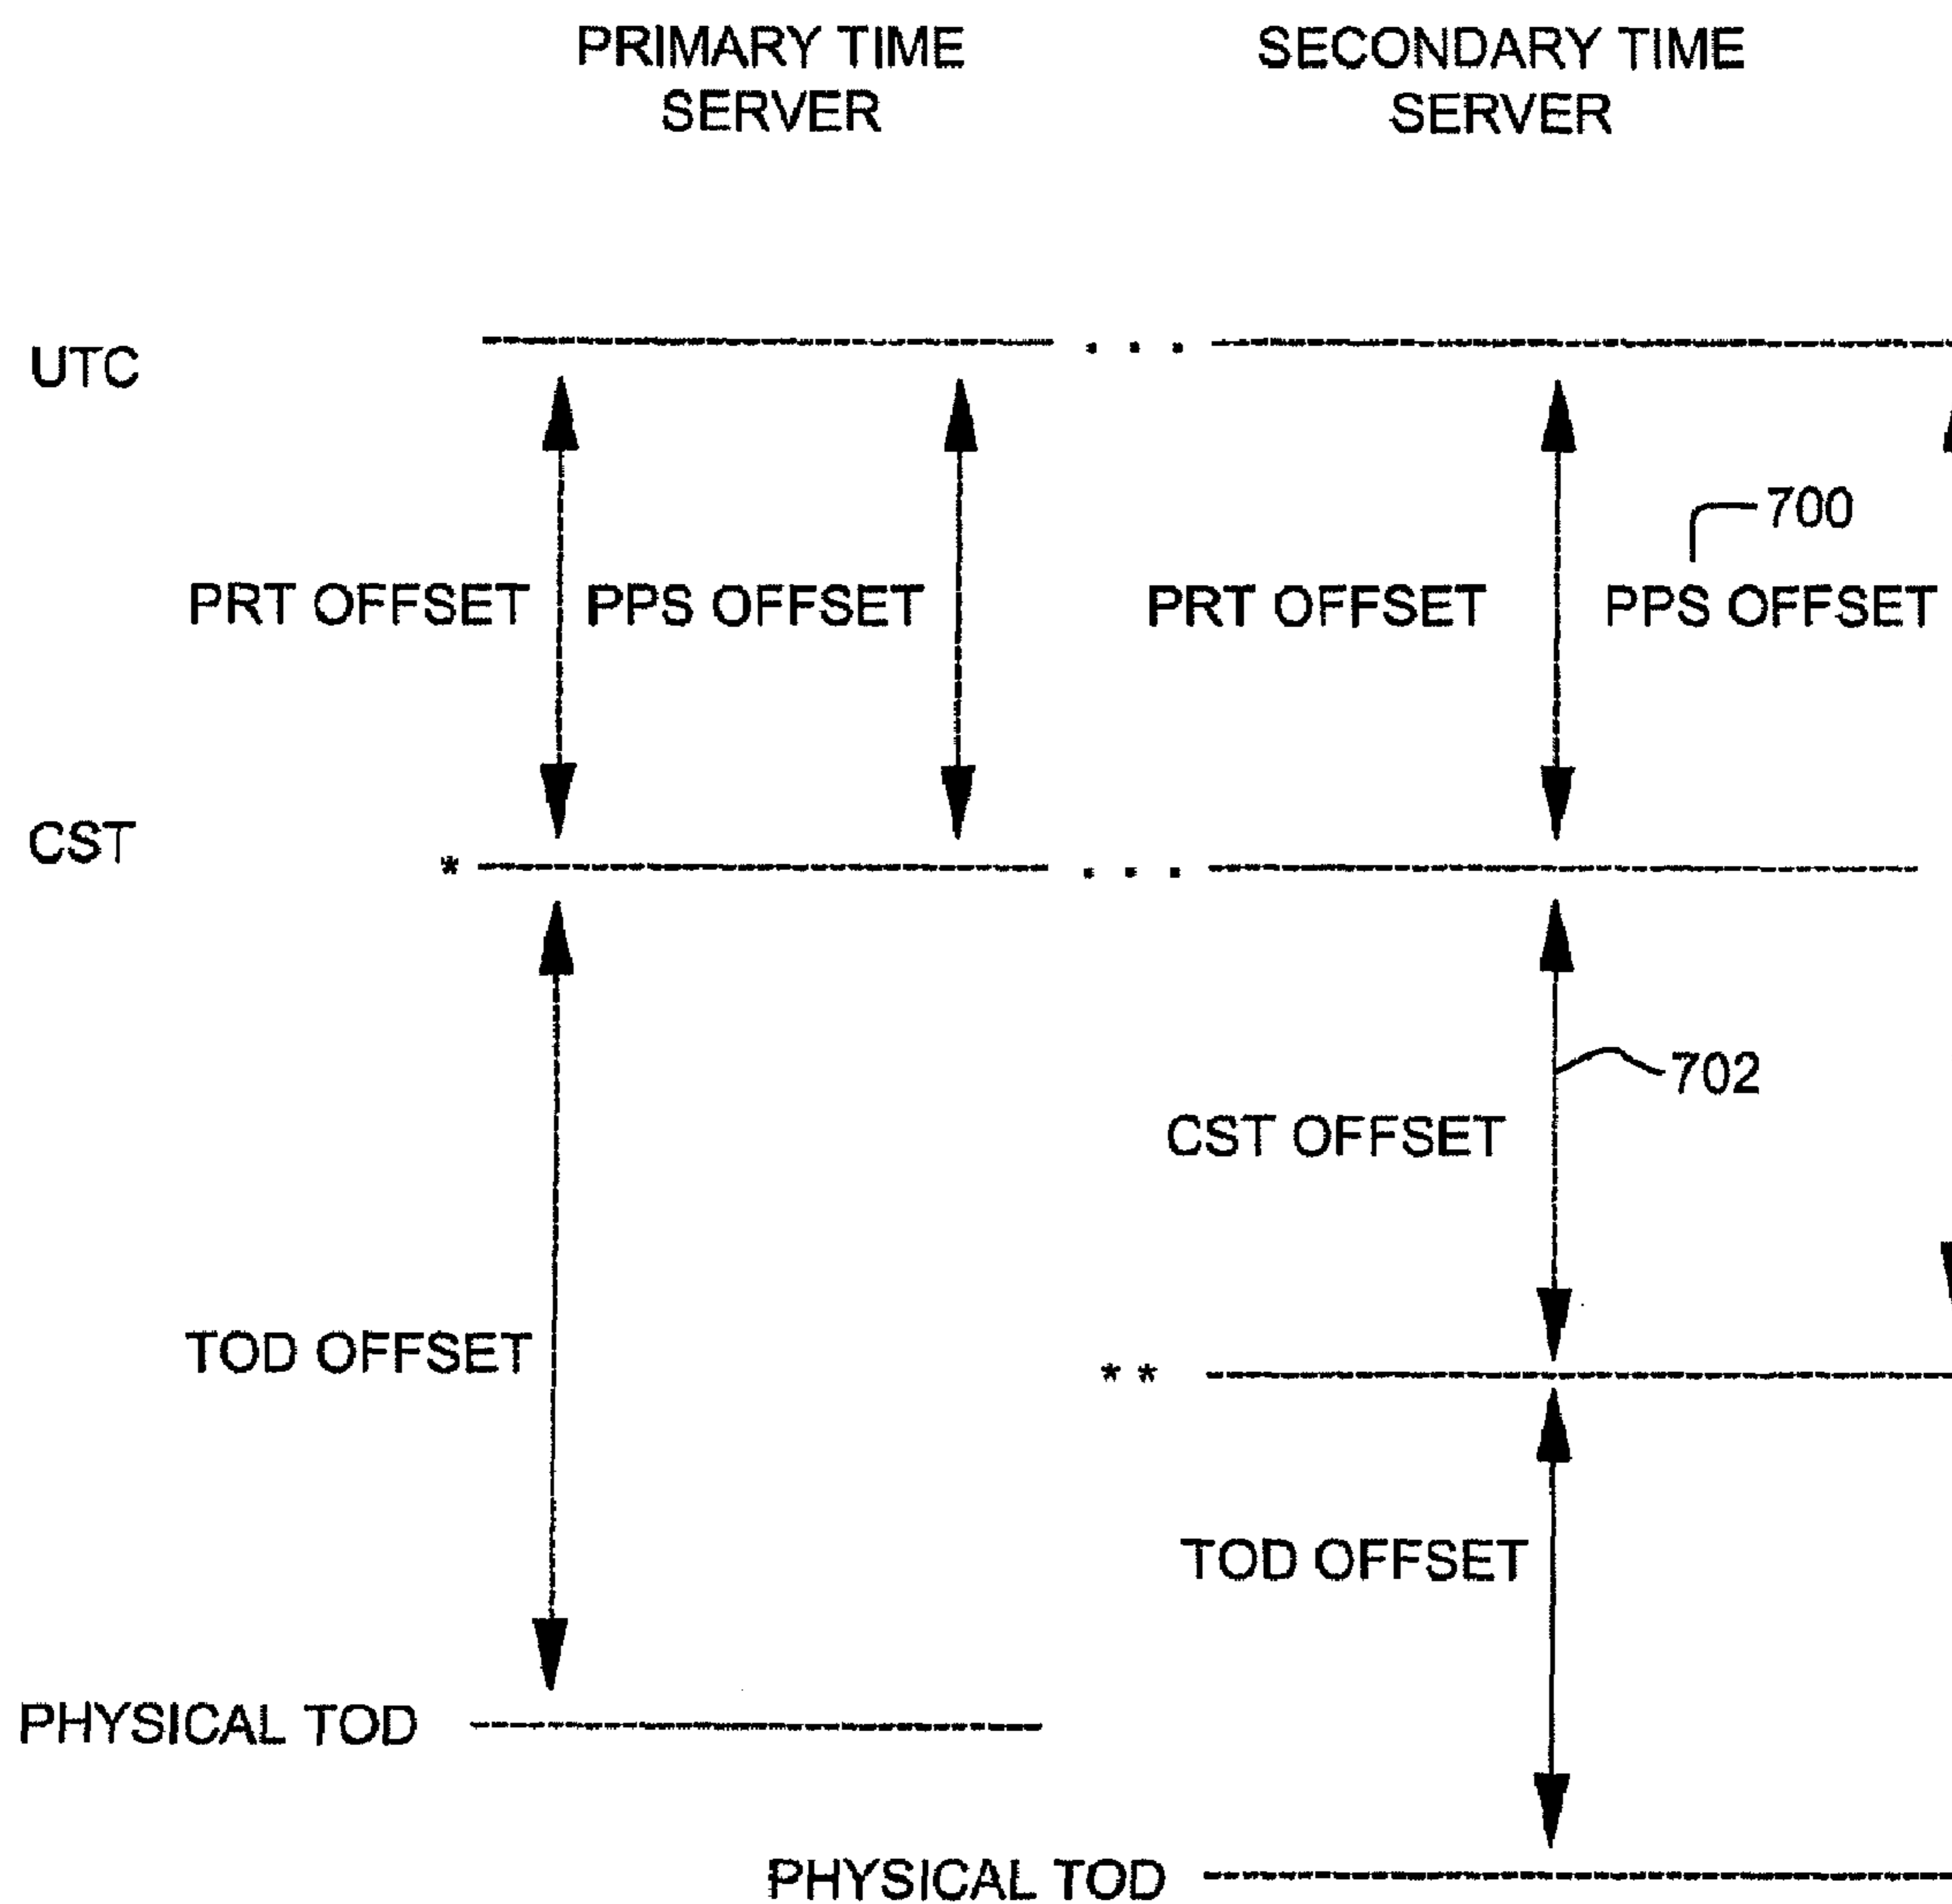 PRIMARY TIME
SERVER
SECONDARY TIME
SERVER
UTC
700
PRT OFFSET
PPS OFFSET
PRT OFFSET
PPS OFFSET
CST
*
702
CST OFFSET
TOD OFFSET
**
TOD OFFSET
PHYSICAL TOD
PHYSICAL TOD